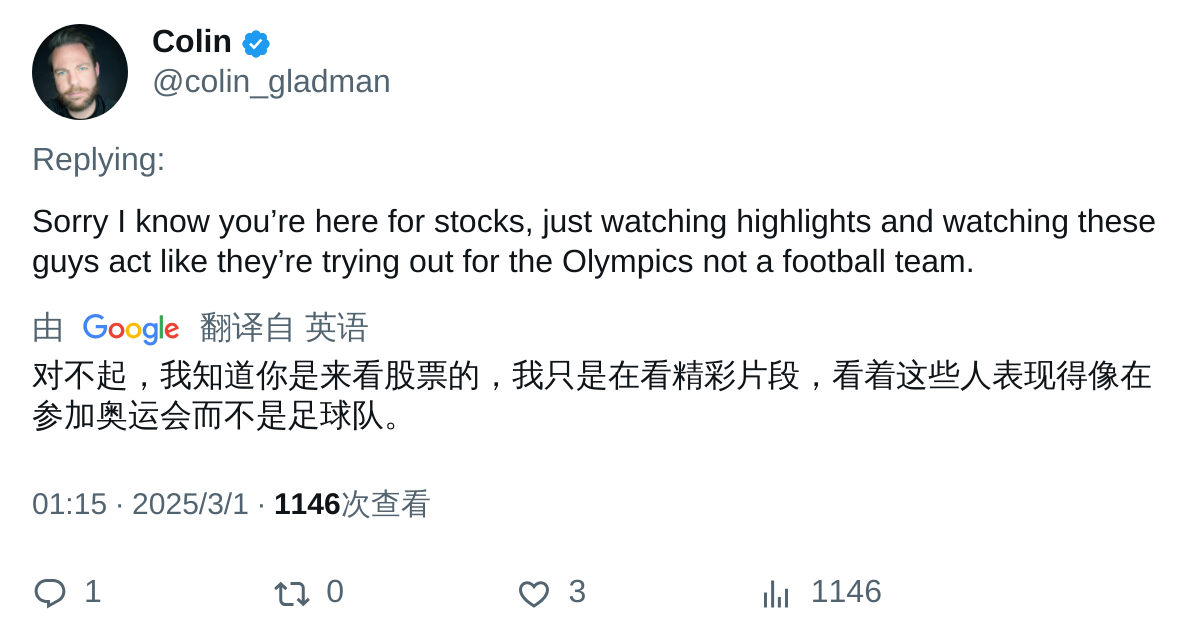 Colin
@colin_gladman
Replying:
Sorry I know you’re here for stocks, just watching highlights and watching these
guys act like they’re trying out for the Olympics not a football team.
由 Google 翻译自 英语
对不起，我知道你是来看股票的，我只是在看精彩片段，看着这些人表现得像在
参加奥运会而不是足球队。
01:15 · 2025/3/1 · 1146次查看
1 0 3 1146